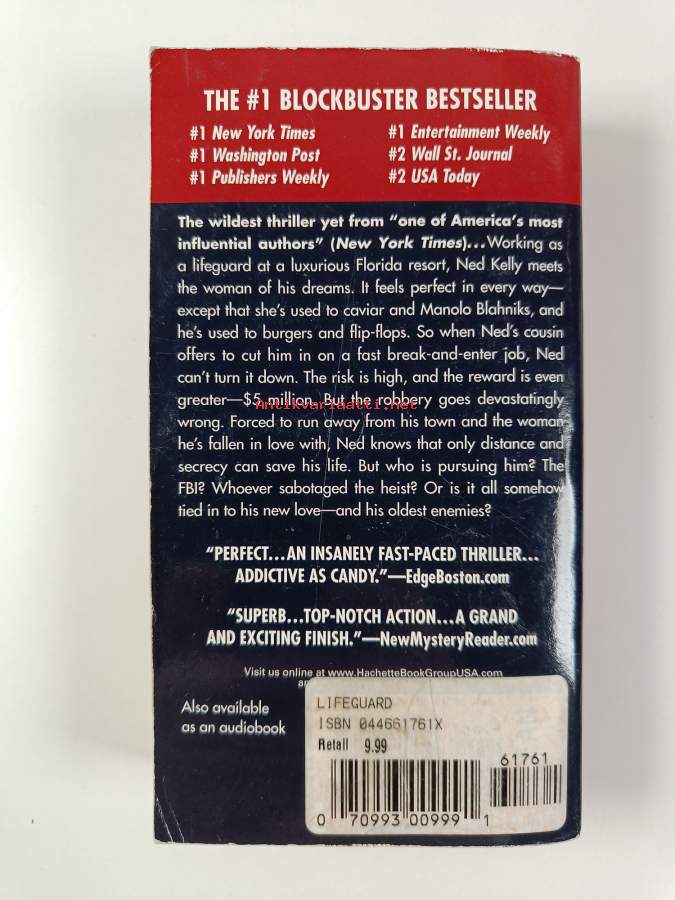 THE #1 BLOCKBUSTER BESTSELLER
#1 New York Times
#1 Washington Post
#1 Publishers Weekly
#1 Entertainment Weekly
#2 Wall St. Journal
#2 USA Today
The wildest thriller yet from “one of America’s most
influential authors” (New York Times)...Working as
a lifeguard at a luxurious Florida resort, Ned Kelly meets
the woman of his dreams. It feels perfect in every way—
except that she’s used to caviar and Manolo Blahniks, and
he’s used to burgers and flip-flops. So when Ned’s cousin
offers to cut him in on a fast break-and-enter job, Ned
can’t turn it down. The risk is high, and the reward is even
greater—$5 million. But the robbery goes devastatingly
Antikvariaatti.net
wrong. Forced to run away from his town and the woman
he’s fallen in love with, Ned knows that only distance and
secrecy can save his life. But who is pursuing him? The
FBI? Whoever sabotaged the heist? Or is it all somehow
tied in to his new love—and his oldest enemies?
“PERFECT...AN INSANELY FAST-PACED THRILLER...
ADDICTIVE AS CANDY.”—EdgeBoston.com
“SUPERB...TOP-NOTCH ACTION...A GRAND
AND EXCITING FINISH.”—NewMysteryReader.com
Visit us online at www.HachetteBookGroupUSA.com
Also available
as an audiobook
LIFEGUARD
ISBN 044661761X
Retail 9.99
61761
0 70993 00999 1